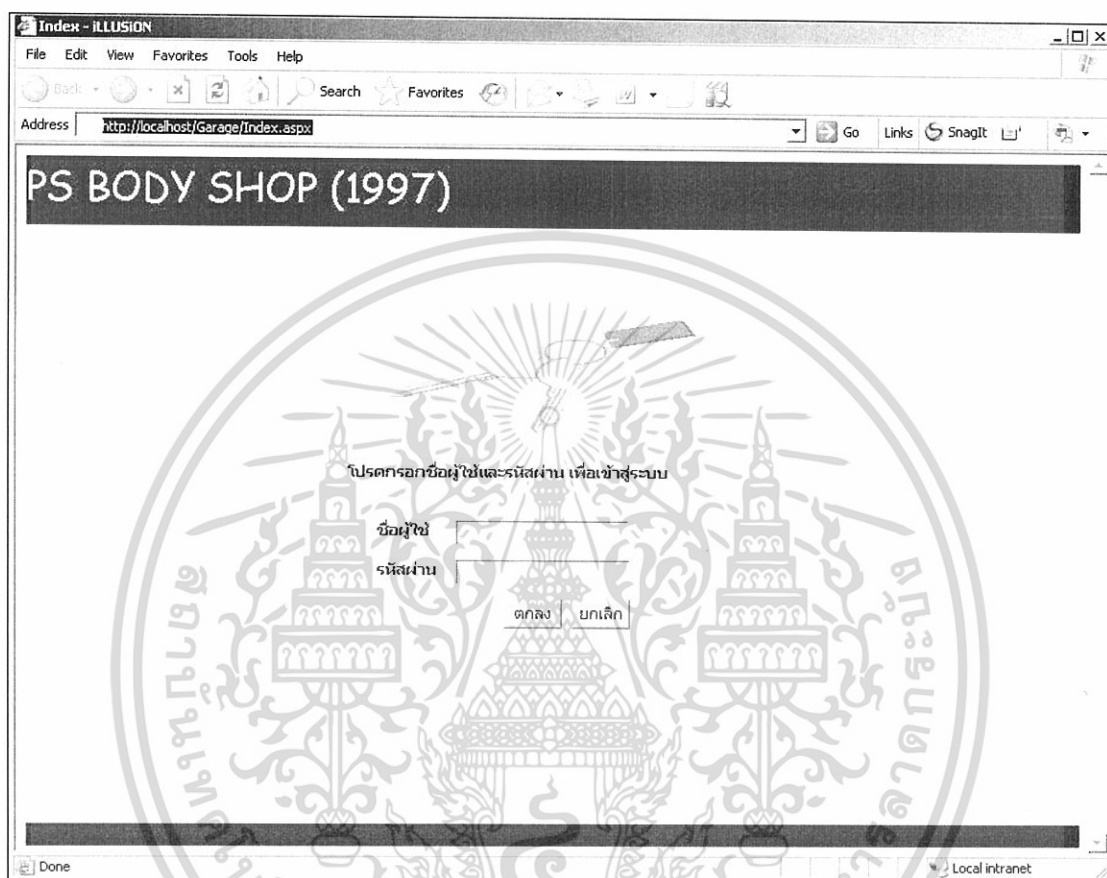 Index - iLLUSiON
File Edit View Favorites Tools Help
Back Search Favorites
Address http://localhost/Garage/Index.aspx Go Links SnagIt
PS BODY SHOP (1997)
โปรดกรอกชื่อผู้ใช้และรหัสผ่าน เพื่อเข้าสู่ระบบ
ชื่อผู้ใช้
รหัสผ่าน
ตกลง ยกเลิก
Done Local intranet